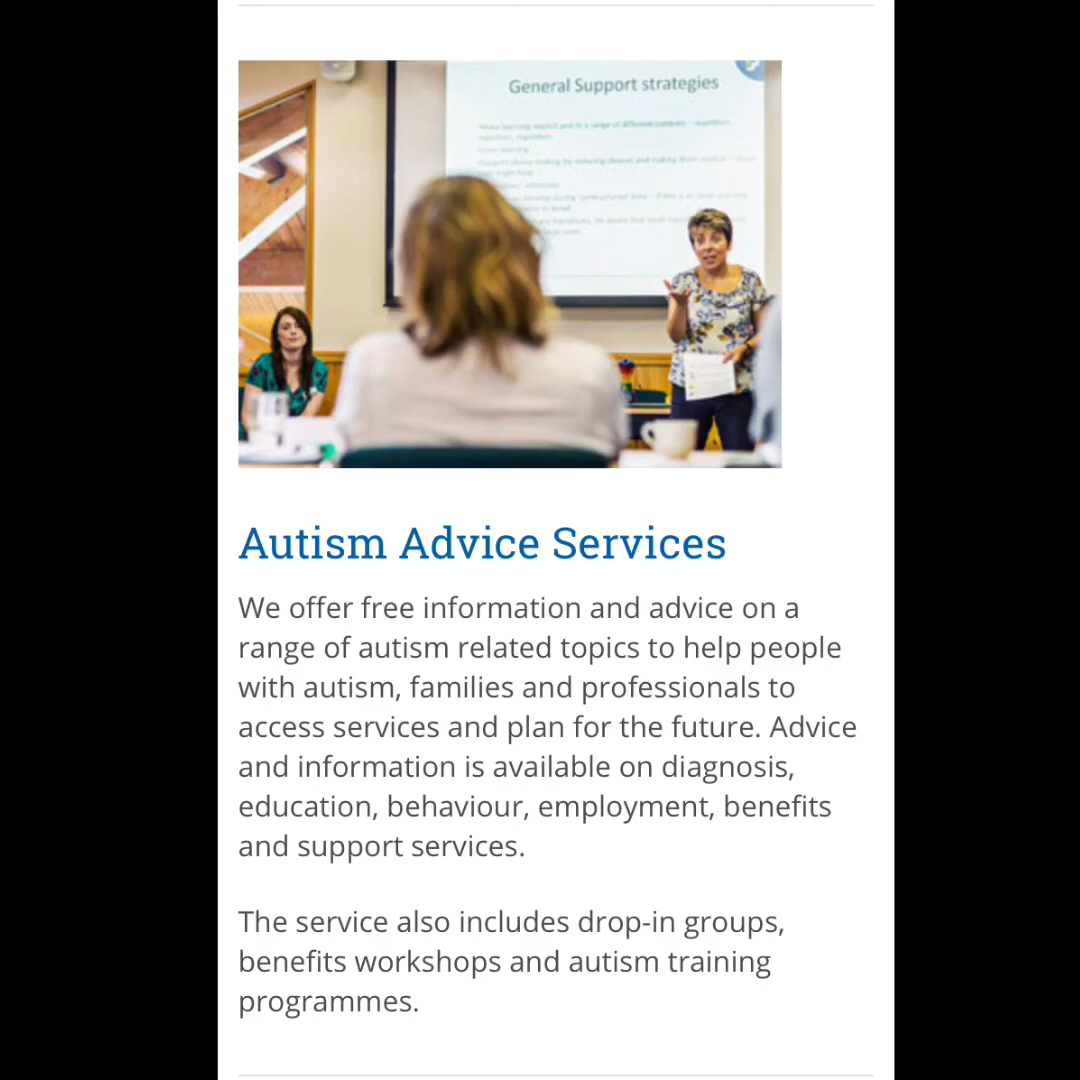 General Support strategies
Autism Advice Services
We offer free information and advice on a
range of autism related topics to help people
with autism, families and professionals to
access services and plan for the future. Advice
and information is available on diagnosis,
education, behaviour, employment, benefits
and support services.
The service also includes drop-in groups,
benefits workshops and autism training
programmes.